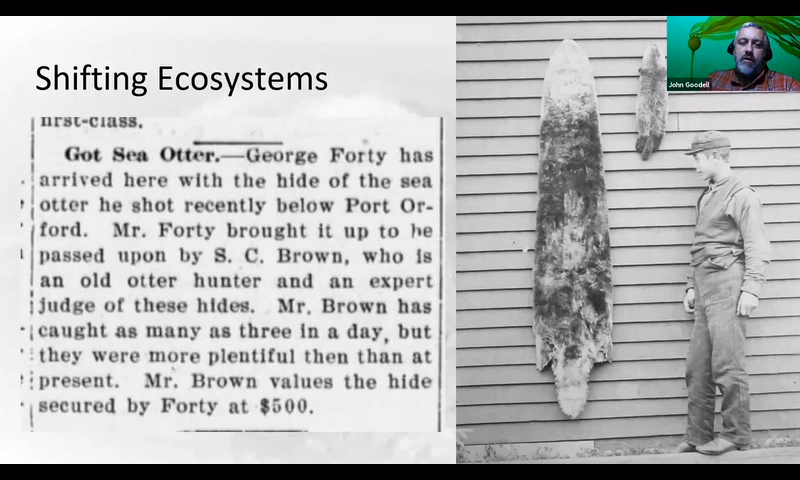 John Goodell
Shifting Ecosystems
first-class.
Got Sea Otter.—George Forty has
arrived here with the hide of the sea
otter he shot recently below Port Or-
ford. Mr. Forty brought it up to be
passed upon by S. C. Brown, who is
an old otter hunter and an expert
judge of these hides. Mr. Brown has
caught as many as three in a day, but
they were more plentiful then than at
present. Mr. Brown values the hide
secured by Forty at $500.